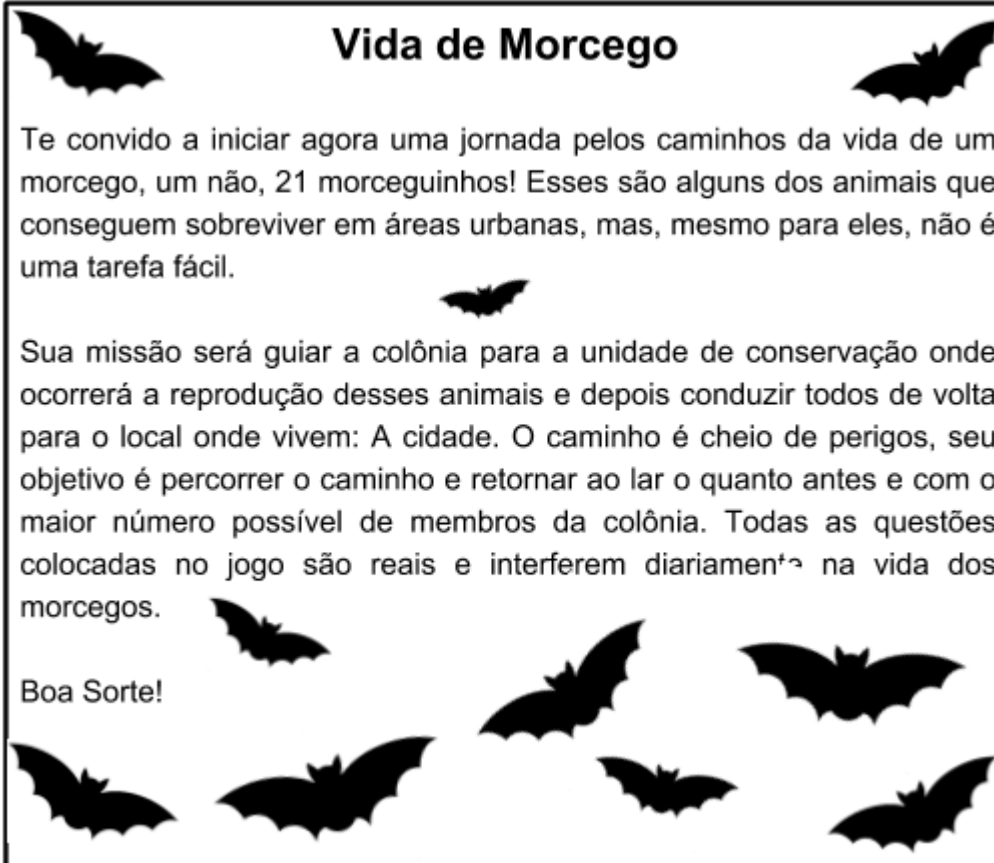 Vida de Morcego
Te convido a iniciar agora uma jornada pelos caminhos da vida de um
morcego, um não, 21 morceguinhos! Esses são alguns dos animais que
conseguem sobreviver em áreas urbanas, mas, mesmo para eles, não é
uma tarefa fácil.
Sua missão será guiar a colônia para a unidade de conservação onde
ocorrerá a reprodução desses animais e depois conduzir todos de volta
para o local onde vivem: A cidade. O caminho é cheio de perigos, seu
objetivo é percorrer o caminho e retornar ao lar o quanto antes e com o
maior número possível de membros da colônia. Todas as questões
colocadas no jogo são reais e interferem diariamente na vida dos
morcegos.
Boa Sorte!